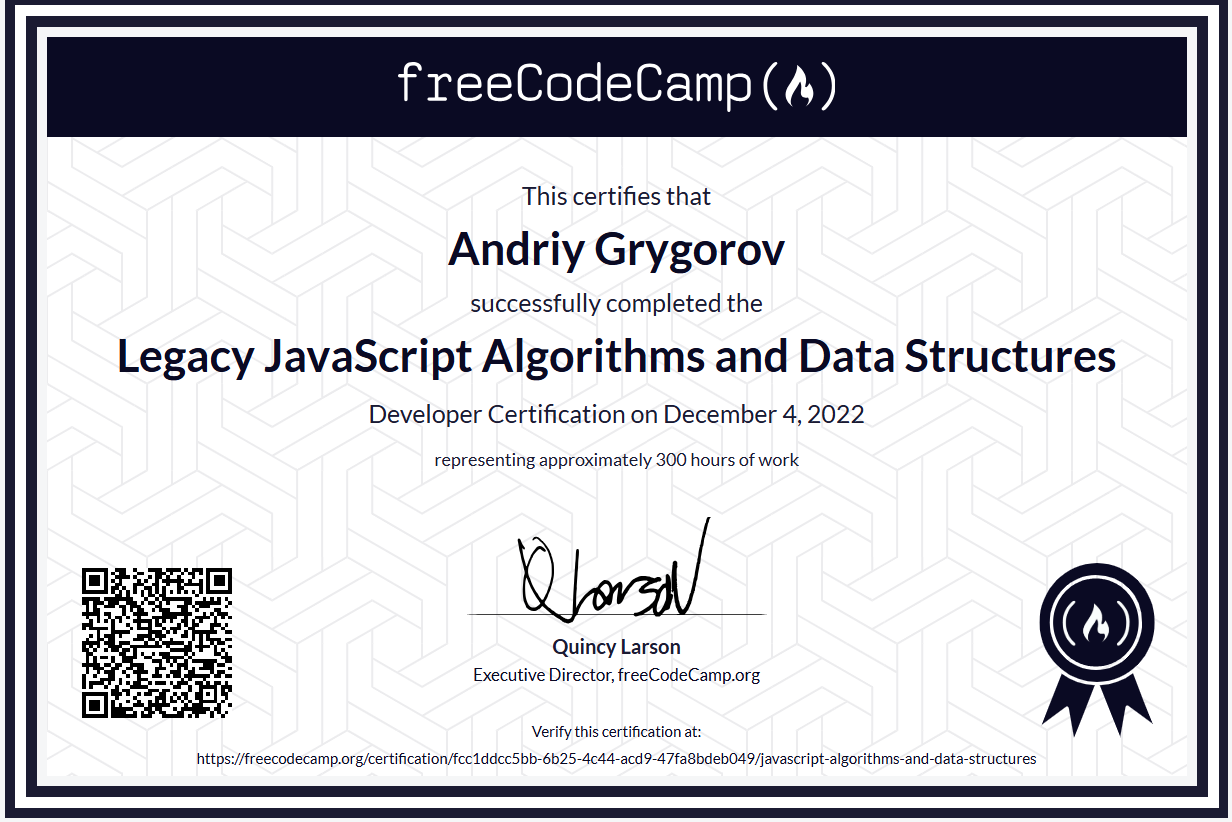 freeCodeCamp
This certifies that
Andriy Grygorov
successfully completed the
Legacy JavaScript Algorithms and Data Structures
Developer Certification on December 4, 2022
representing approximately 300 hours of work
QLarson
Quincy Larson
Executive Director, freeCodeCamp.org
Verify this certification at:
https://freecodecamp.org/certification/fcc1ddcc5bb-6b25-4c44-acd9-47fa8bdeb049/javascript-algorithms-and-data-structures